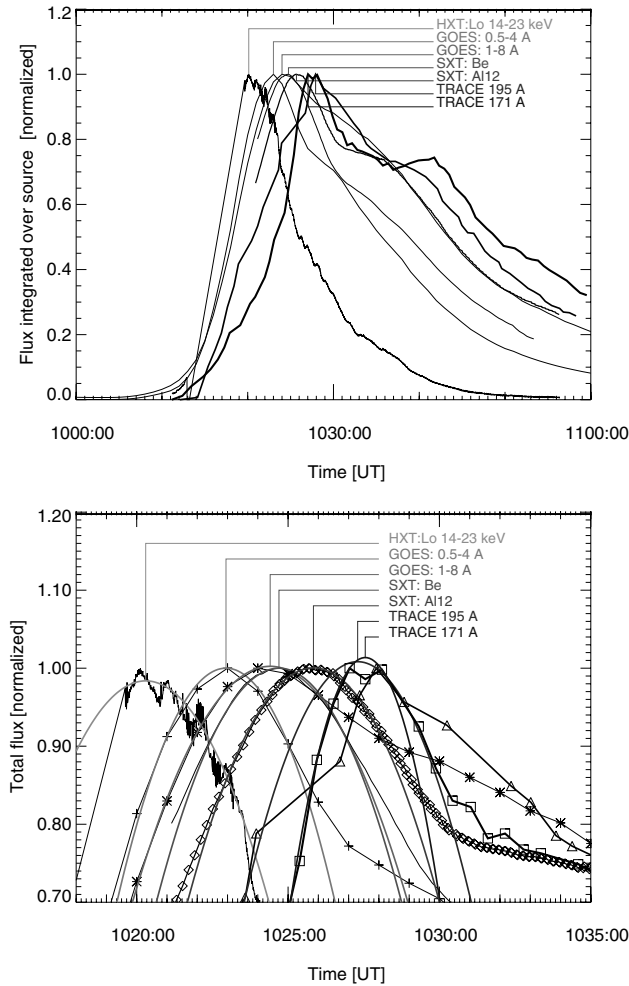 1.2
HXT:Lo 14-23 keV
GOES: 0.5-4 A
GOES: 1-8 A
SXT: Be
SXT: Al12
TRACE 195 A
TRACE 171 A
1.0
0.8
0.6
0.4
0.2
0.0
Flux integrated over source [normalized]
1000:00 1030:00 1100:00
Time [UT]
1.20
HXT:Lo 14-23 keV
GOES: 0.5-4 A
GOES: 1-8 A
SXT: Be
SXT: Al12
TRACE 195 A
TRACE 171 A
1.10
1.00
0.90
0.80
0.70
Total flux [normalized]
1020:00 1025:00 1030:00 1035:00
Time [UT]